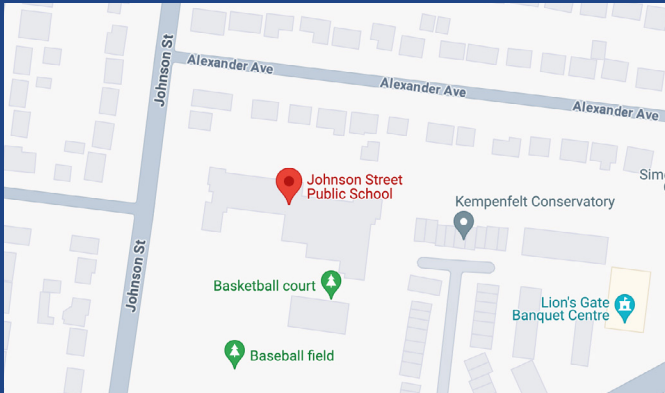 Johnson St
Alexander Ave
Alexander Ave
Alexander Ave
Johnson Street
Public School
Kempenfelt Conservatory
Johnson St
Basketball court
Lion's Gate
Banquet Centre
Baseball field